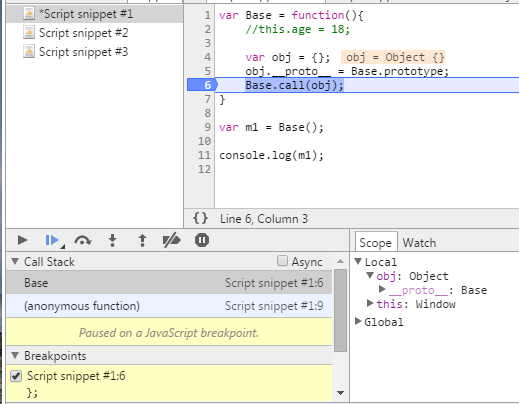 *Script snippet #1
Script snippet #2
Script snippet #3
1 var Base = function(){
2 //this.age = 18;
3
4 var obj = {}; obj = Object {}
5 obj.__proto__ = Base.prototype;
6 Base.call(obj);
7 }
8
9 var m1 = Base();
10
11 console.log(m1);
12
{} Line 6, Column 3
Call Stack Async
Base Script snippet #1:6
(anonymous function) Script snippet #1:9
Paused on a JavaScript breakpoint.
Breakpoints
Script snippet #1:6
};
Scope Watch
Local
obj: Object
__proto__: Base
this: Window
Global